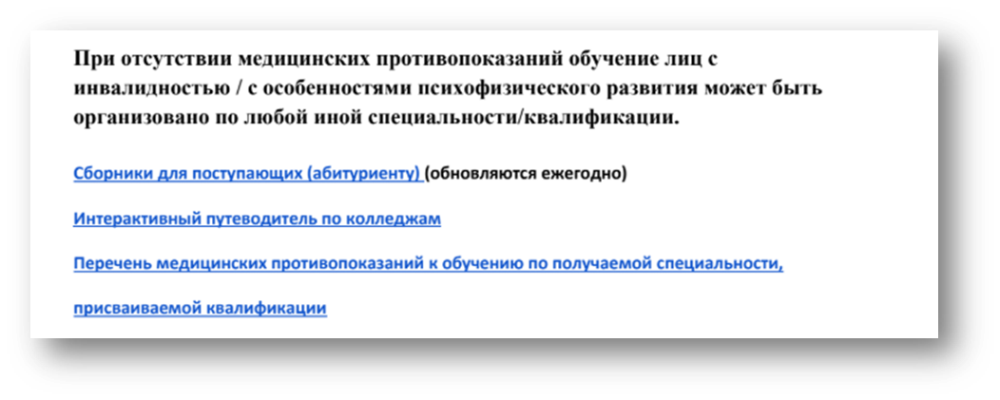 При отсутствии медицинских противопоказаний обучение лиц с
инвалидностью / с особенностями психофизического развития может быть
организовано по любой иной специальности/квалификации.
Сборники для поступающих (абитуриенту) (обновляются ежегодно)
Интерактивный путеводитель по колледжам
Перечень медицинских противопоказаний к обучению по получаемой специальности,
присваиваемой квалификации